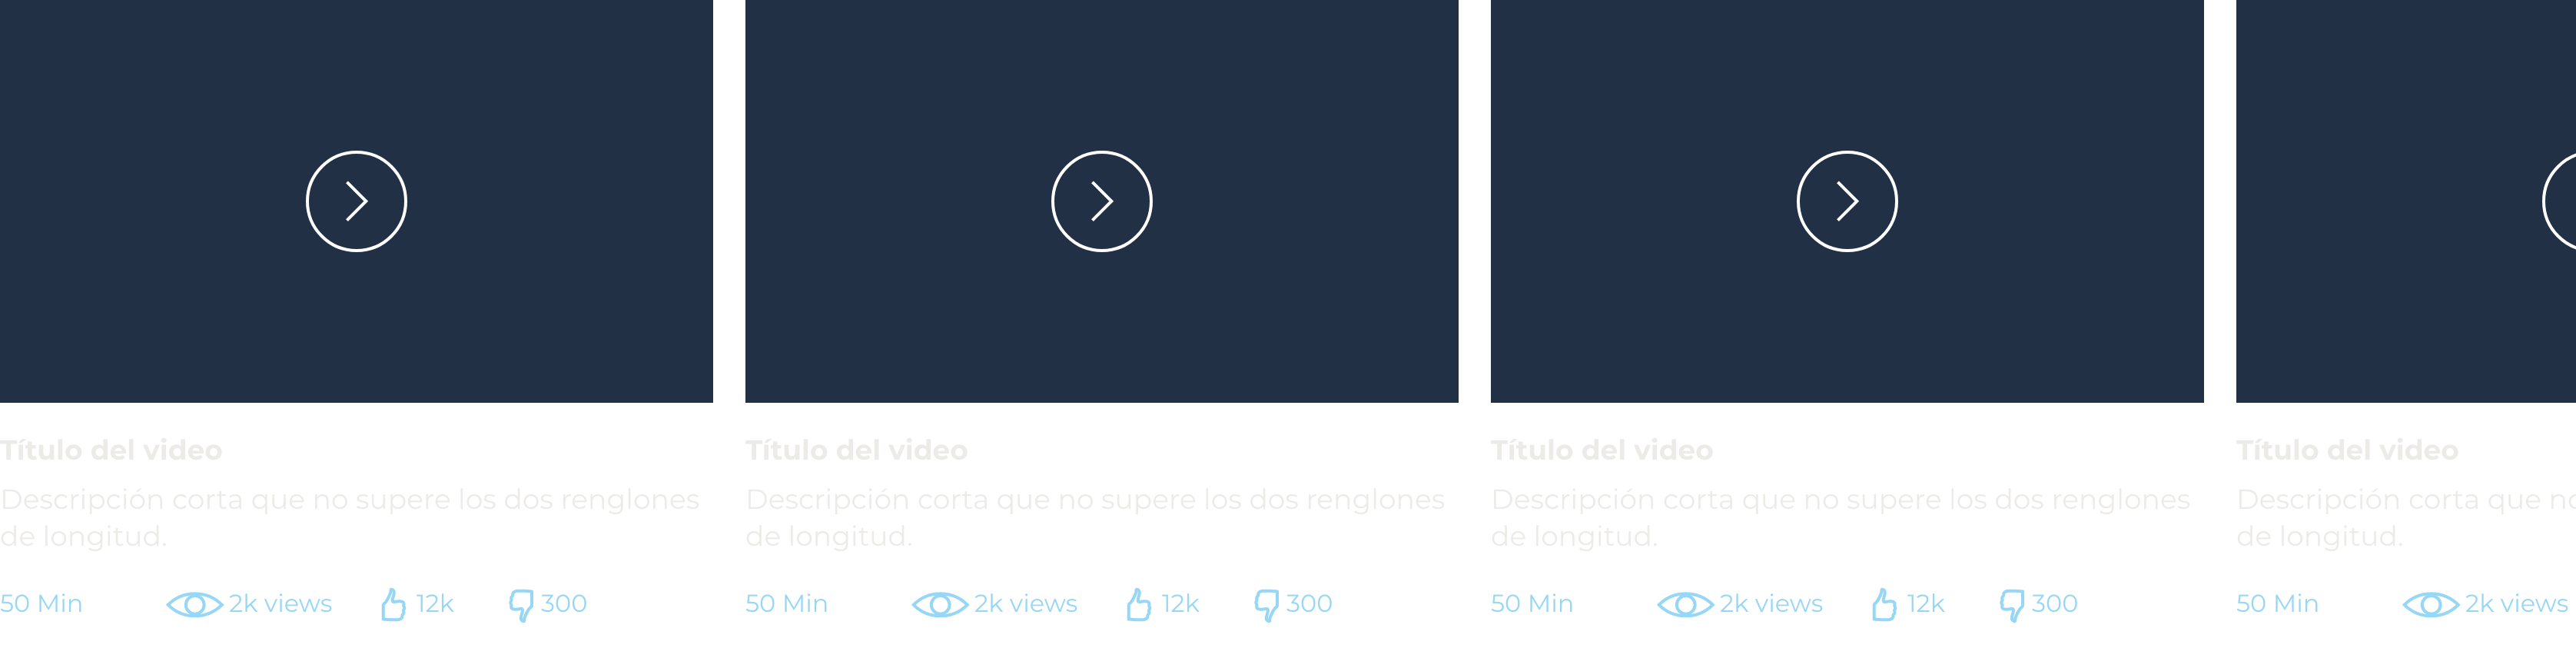 Título del video
Descripción corta que no supere los dos renglones
de longitud.
50 Min 2k views 12k 300
Título del video
Descripción corta que no supere los dos renglones
de longitud.
50 Min 2k views 12k 300
Título del video
Descripción corta que no supere los dos renglones
de longitud.
50 Min 2k views 12k 300
Título del video
Descripción corta que
de longitud.
50 Min 2k views